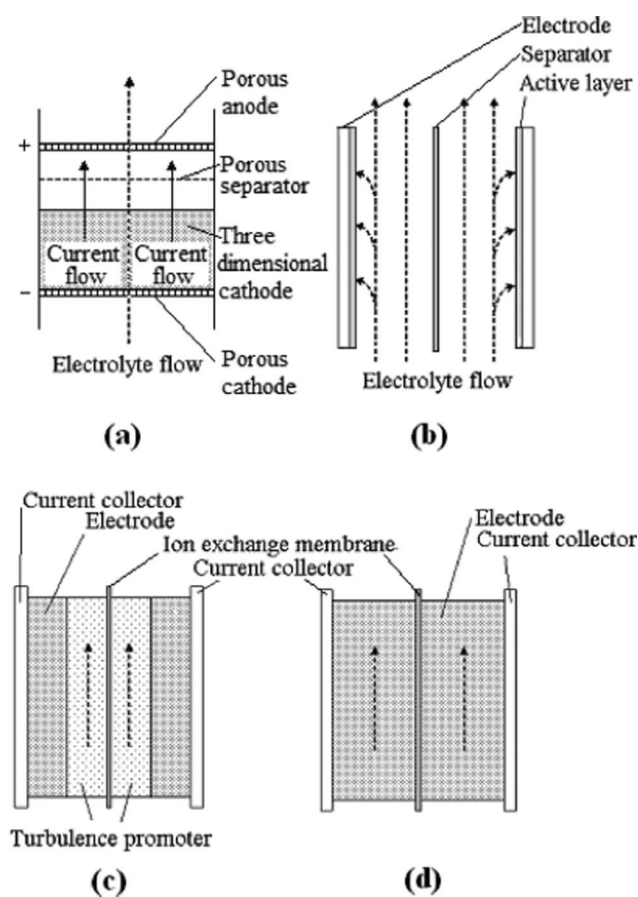 Porous
anode
+
Porous
separator
Current
flow
Current
flow
Three
dimensional
cathode
−
Electrolyte flow
Porous
cathode
(a)
Electrode
Separator
Active layer
Electrolyte flow
(b)
Current collector
Electrode
Ion exchange membrane
Current collector
Turbulence promoter
(c)
Electrode
Current collector
(d)